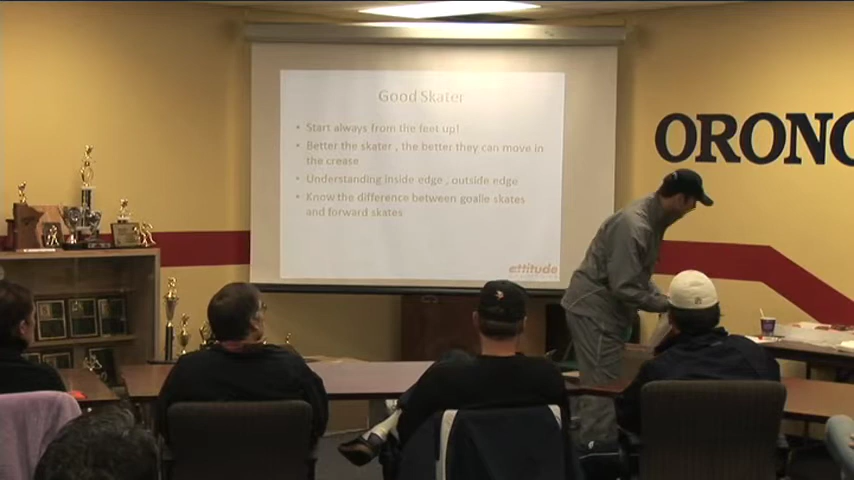 Good Skater
• Start always from the feet up!
• Better the skater , the better they can move in
the crease
• Understanding inside edge , outside edge
• Know the difference between goalie skates
and forward skates
attitude
ORONO